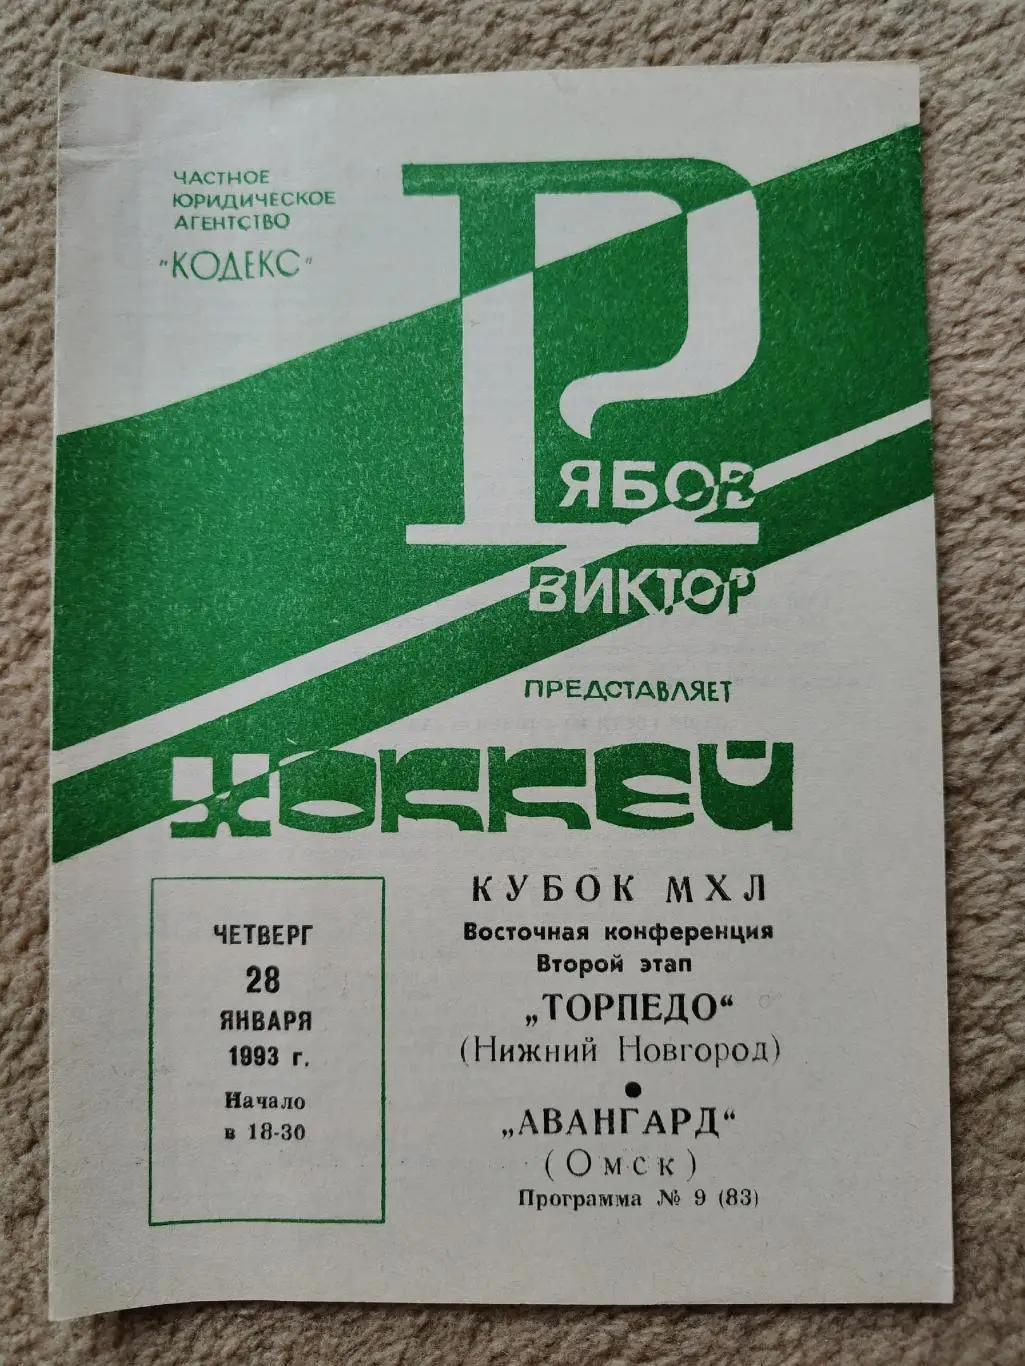 ЧАСТНОЕ
ЮРИДИЧЕСКОЕ
АГЕНТСТВО
"КОДЕКС"
РЯБОВ
ВИКТОР
ПРЕДСТАВЛЯЕТ
ХОККЕЙ
ЧЕТВЕРГ
28
ЯНВАРЯ
1993 г.
Начало
в 18-30
КУБОК МХЛ
Восточная конференция
Второй этап
„ТОРПЕДО“
(Нижний Новгород)
•
„АВАНГАРД“
(Омск)
Программа № 9 (83)